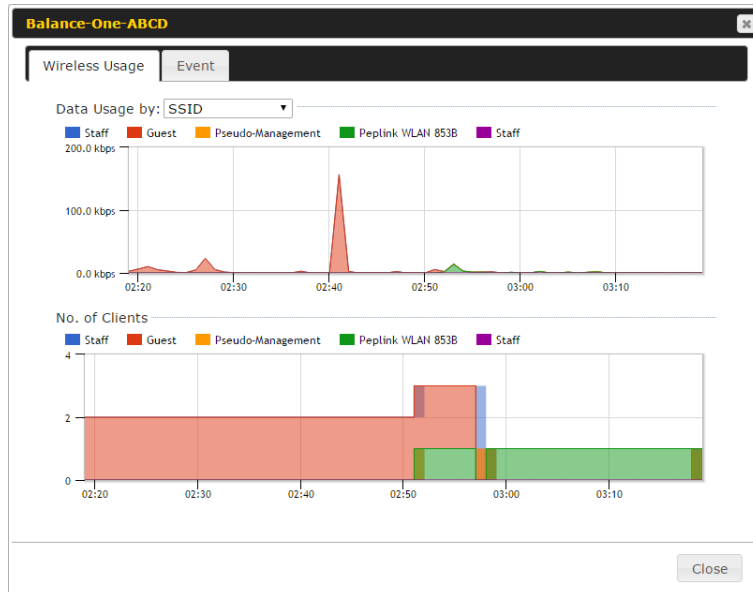 Balance-One-ABCD
Wireless Usage Event
Data Usage by: SSID
Staff Guest Pseudo-Management Peplink WLAN 853B Staff
200.0 kbps
100.0 kbps
0.0 kbps
02:20 02:30 02:40 02:50 03:00 03:10
No. of Clients
Staff Guest Pseudo-Management Peplink WLAN 853B Staff
4
2
0
02:20 02:30 02:40 02:50 03:00 03:10
Close